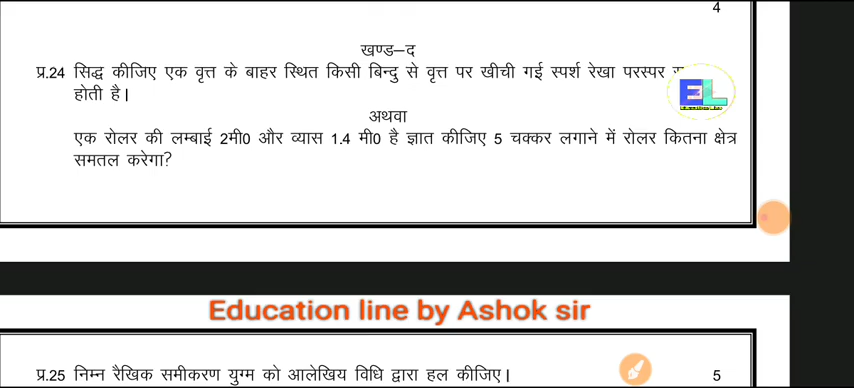 4
खण्ड–द
प्र.24 सिद्ध कीजिए एक वृत्त के बाहर स्थित किसी बिन्दु से वृत्त पर खीची गई स्पर्श रेखा परस्पर
होती है।
EL
अथवा
एक रोलर की लम्बाई 2मी0 और व्यास 1.4 मी0 है ज्ञात कीजिए 5 चक्कर लगाने में रोलर कितना क्षेत्र
समतल करेगा?
Education line by Ashok sir
प्र.25 निम्न रैखिक समीकरण युग्म को आलेखिय विधि द्वारा हल कीजिए। 5